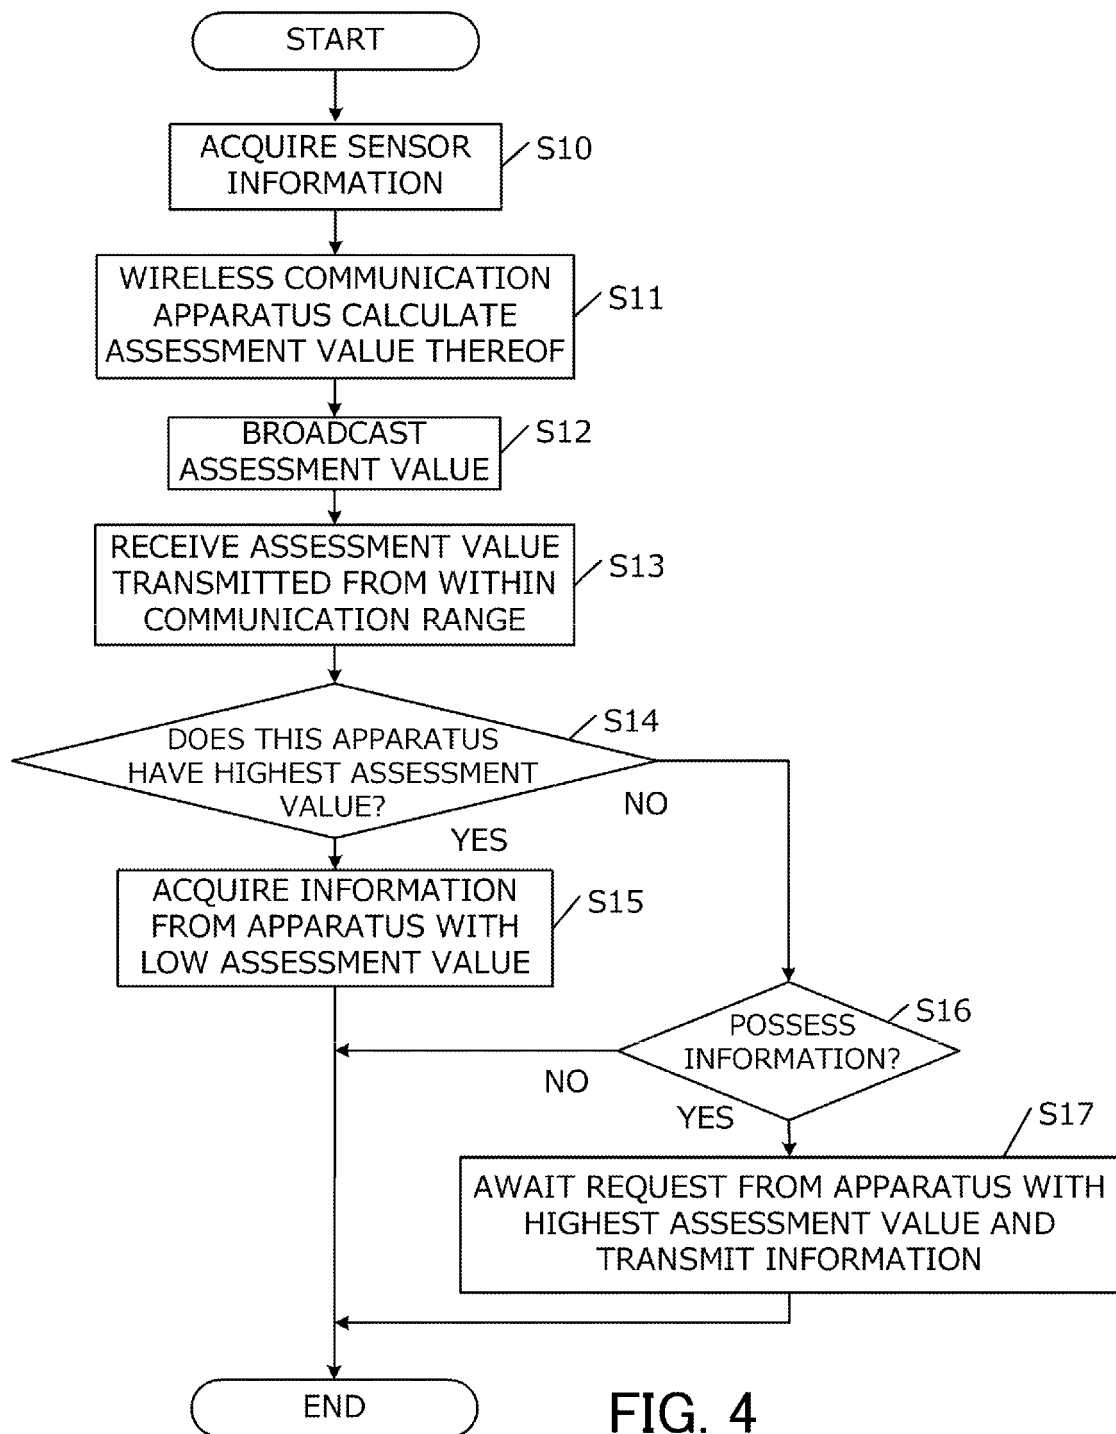 START
ACQUIRE SENSOR
INFORMATION
S10
WIRELESS COMMUNICATION
APPARATUS CALCULATE
ASSESSMENT VALUE THEREOF
S11
BROADCAST
ASSESSMENT VALUE
S12
RECEIVE ASSESSMENT VALUE
TRANSMITTED FROM WITHIN
COMMUNICATION RANGE
S13
DOES THIS APPARATUS
HAVE HIGHEST ASSESSMENT
VALUE?
S14
NO
YES
ACQUIRE INFORMATION
FROM APPARATUS WITH
LOW ASSESSMENT VALUE
S15
POSSESS
INFORMATION?
S16
NO
YES
S17
AWAIT REQUEST FROM APPARATUS WITH
HIGHEST ASSESSMENT VALUE AND
TRANSMIT INFORMATION
END
FIG. 4